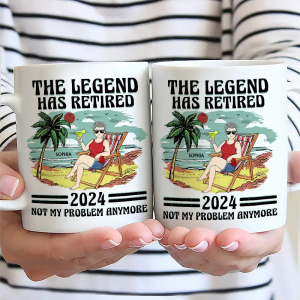 THE LEGEND
HAS RETIRED
SOPHIA
2024
NOT MY PROBLEM ANYMORE
THE LEGEND
HAS RETIRED
SOPHIA
2024
NOT MY PROBLEM ANYMORE